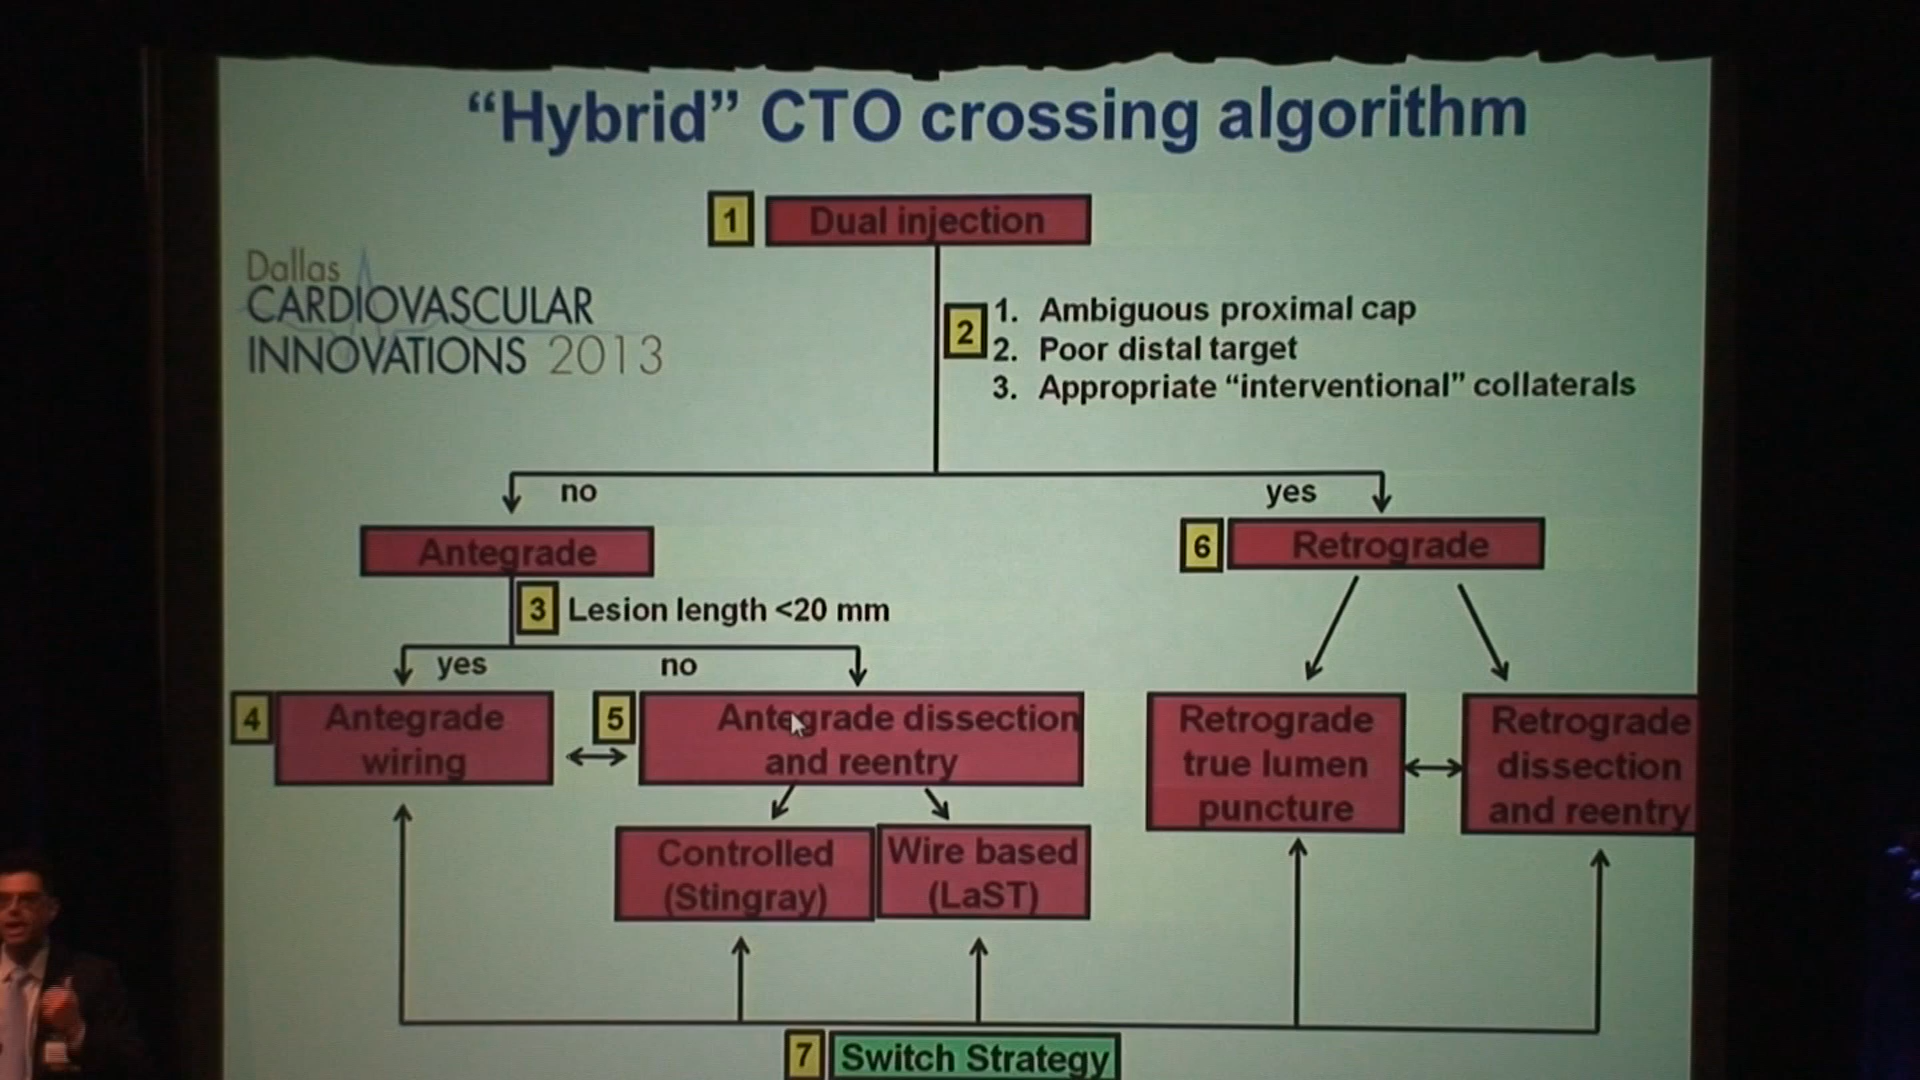 “Hybrid” CTO crossing algorithm
1 Dual injection
Dallas
CARDIOVASCULAR
INNOVATIONS 2013
2
1. Ambiguous proximal cap
2. Poor distal target
3. Appropriate “interventional” collaterals
no
yes
Antegrade
6 Retrograde
3 Lesion length <20 mm
yes
no
4 Antegrade
wiring
5 Antegrade dissection
and reentry
Retrograde
true lumen
puncture
Retrograde
dissection
and reentry
Controlled
(Stingray)
Wire based
(LaST)
7 Switch Strategy